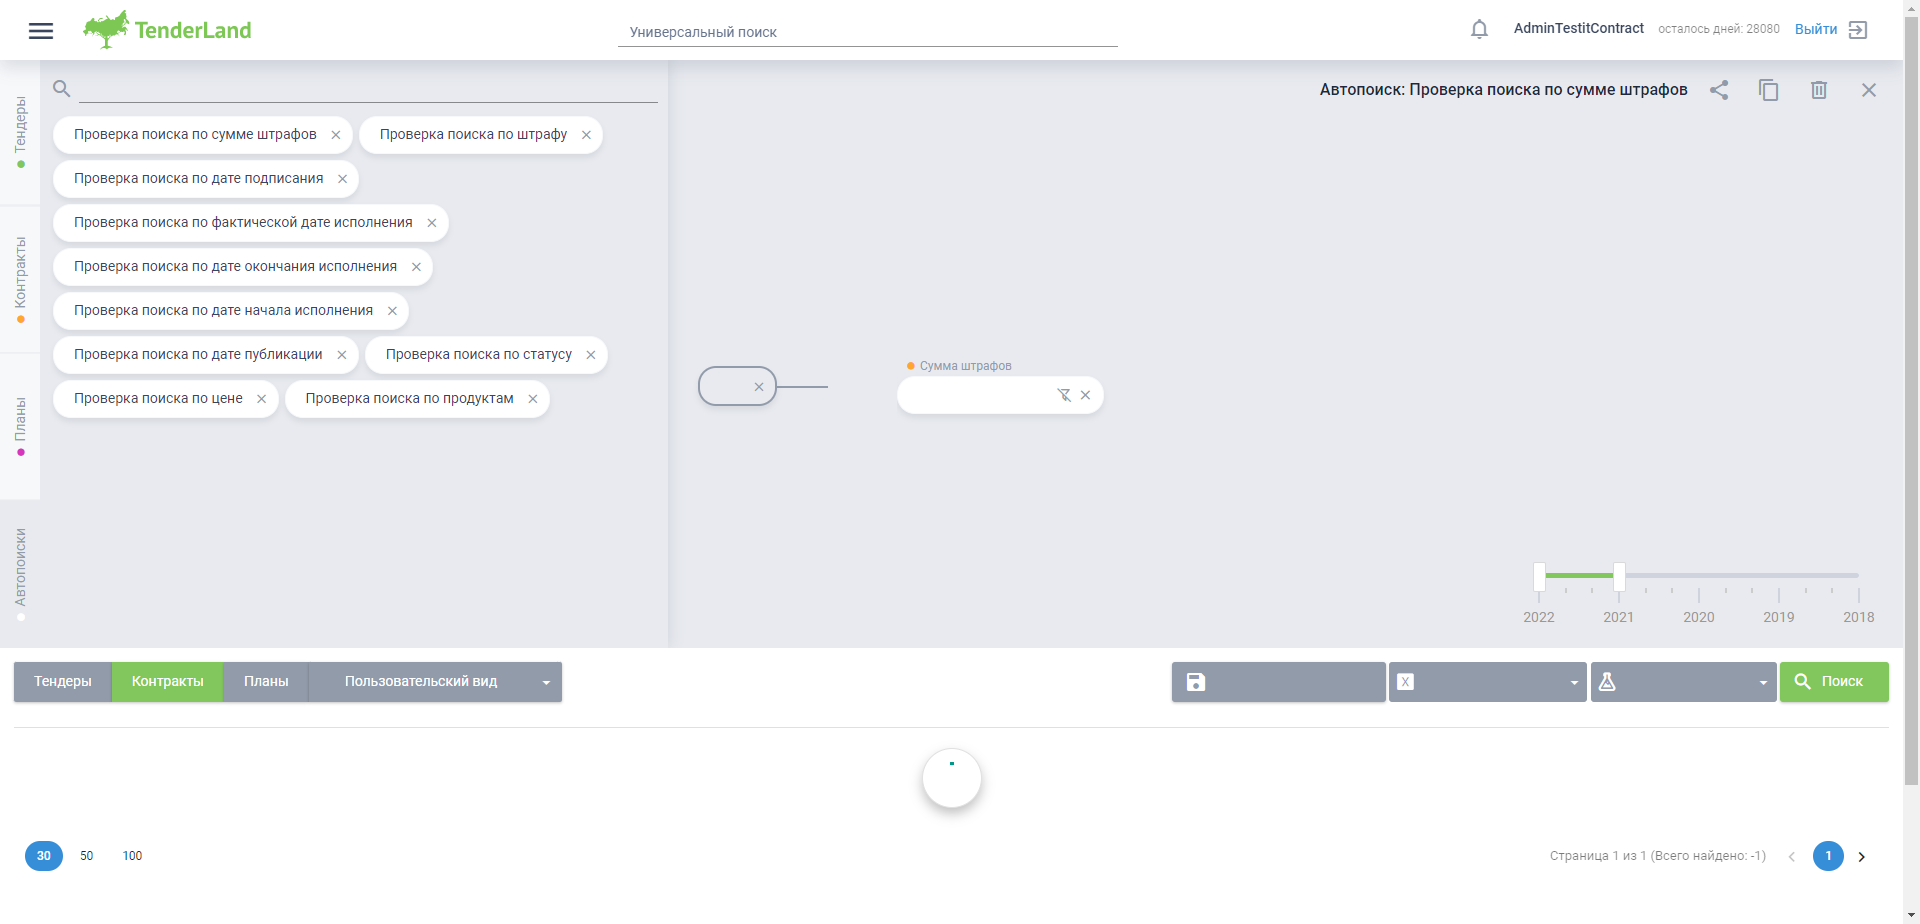 TenderLand
Универсальный поиск
AdminTestitContract
осталось дней: 28080
Выйти
Тендеры
Контракты
Планы
Автопоиски
Проверка поиска по сумме штрафов
Проверка поиска по штрафу
Проверка поиска по дате подписания
Проверка поиска по фактической дате исполнения
Проверка поиска по дате окончания исполнения
Проверка поиска по дате начала исполнения
Проверка поиска по дате публикации
Проверка поиска по статусу
Проверка поиска по цене
Проверка поиска по продуктам
Автопоиск: Проверка поиска по сумме штрафов
Сумма штрафов
2022 2021 2020 2019 2018
Тендеры Контракты Планы Пользовательский вид
X
Поиск
30 50 100
Страница 1 из 1 (Всего найдено: -1)
1